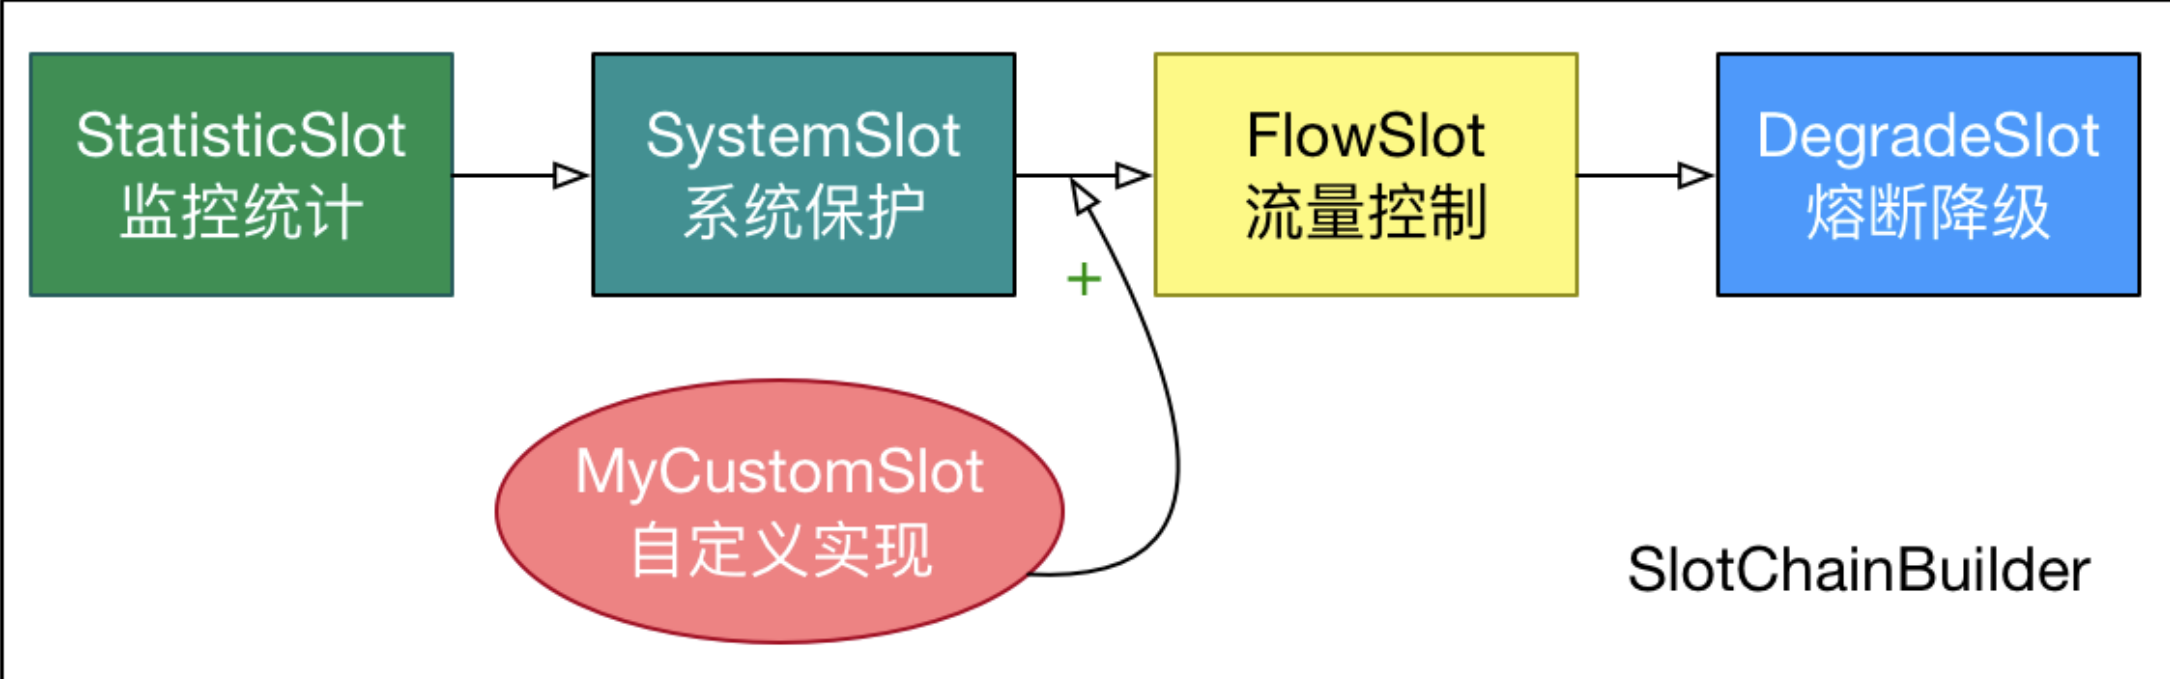 StatisticSlot
监控统计
SystemSlot
系统保护
FlowSlot
流量控制
DegradeSlot
熔断降级
+
MyCustomSlot
自定义实现
SlotChainBuilder